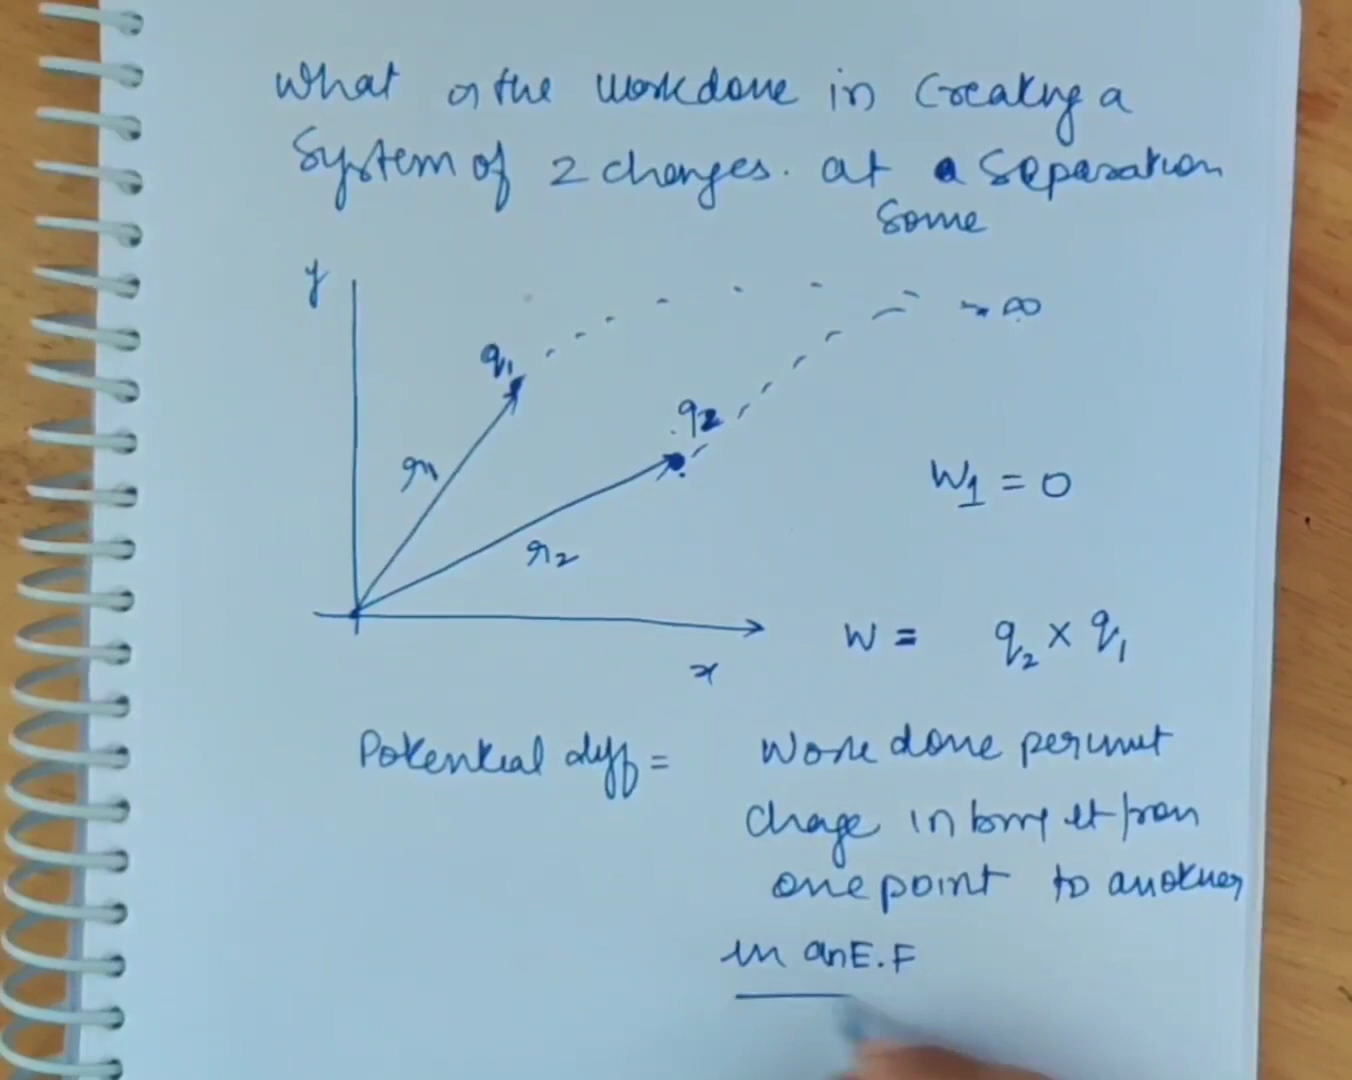 What is the workdone in Creating a
System of 2 charges. at a Separation
Some
y
∞
q₁
q₂
r₁
W₁ = 0
r₂
W = q₂ × q₁
x
Potential diff = Work done per unit
charge in bring it from
one point to another
in an E.F